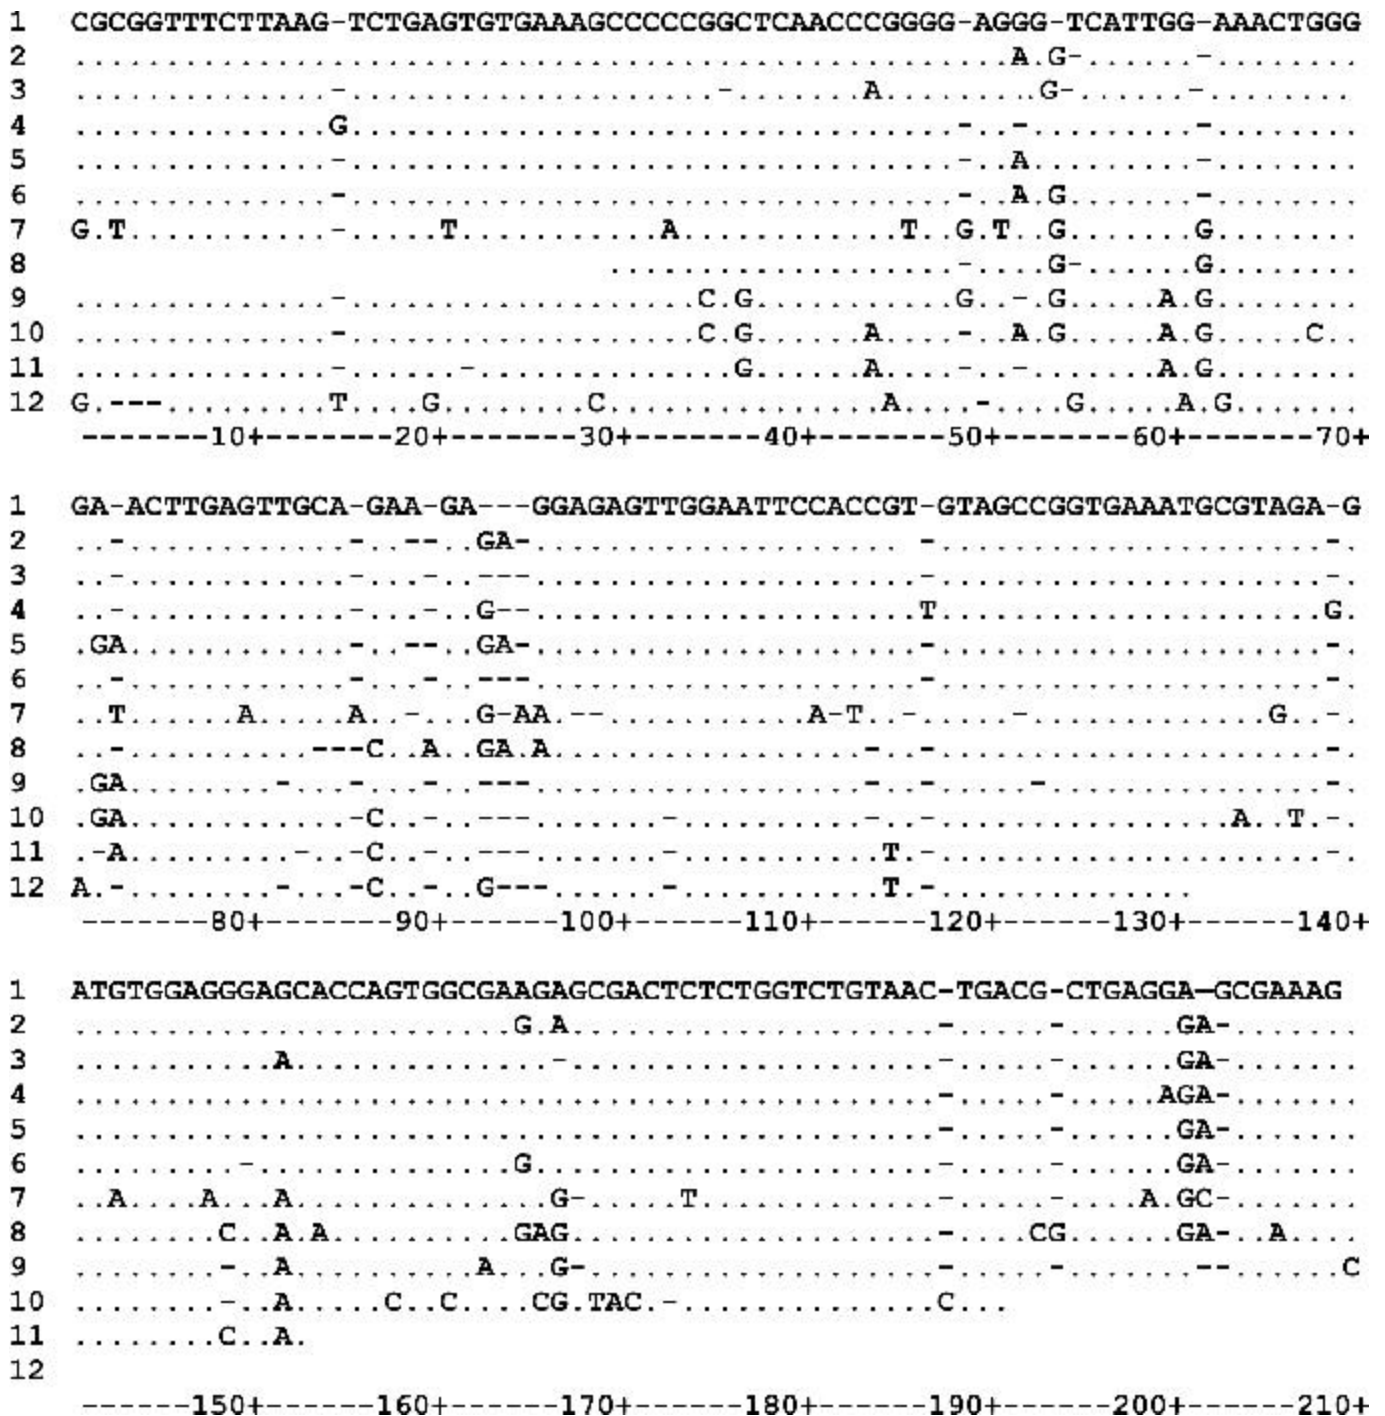 1 CGCGGTTTCTTAAG-TCTGAGTGTGAAAGCCCCCGGCTCAACCCGGGG-AGGG-TCATTGG-AAACTGGG
2 ...................................................A.G-......-........
3 ..............-....................-.......A........G-......-........
4 ..............G.................................-..-.........-........
5 ..............-.................................-..A.........-........
6 ..............-.................................-..A.G.......-........
7 G.T...........-.....T...........A............T..G.T..G.......G........
8 ...................-....G-......G........
9 ..............-...................C.G...........G..-.G.....A.G........
10 ..............-...................C.G......A....-..A.G.....A.G.....C..
11 ..............-......-..............G......A....-..-.......A.G........
12 G.---.........T....G........C...............A....-....G.....A.G.......
-------10+-------20+-------30+-------40+-------50+-------60+-------70+
1 GA-ACTTGAGTTGCA-GAA-GA---GGAGAGTTGGAATTCCACCGT-GTAGCCGGTGAAATGCGTAGA-G
2 ..-............-..--..GA-.................... -.....................-.
3 ..-............-...-..---.....................-.....................-.
4 ..-............-...-..G--.....................T.....................G.
5 .GA............-..--..GA-.....................-.....................-.
6 ..-............-...-..---.....................-.....................-.
7 ..T......A.....A..-...G-AA.--...........A-T..-.....-.............G..-.
8 ..-..........---C..A..GA.A.................-..-.....................-.
9 .GA........-...-...-..---..................-..-.....-...............-.
10 .GA............-C..-..---.......-..........-..-................A..T.-.
11 .-A.........-..-C..-..---.......-...........T.-.....................-.
12 A.-........-...-C..-..G---......-...........T.-..............
-------80+-------90+-------100+------110+------120+------130+------140+
1 ATGTGGAGGGAGCACCAGTGGCGAAGAGCGACTCTCTGGTCTGTAAC-TGACG-CTGAGGA—GCGAAAG
2 ........................G.A....................-.....-......GA-.......
3 ...........A..............-....................-.....-......GA-.......
4 ...............................................-.....-.....AGA-.......
5 ...............................................-.....-......GA-.......
6 .........-..............G......................-.....-......GA-.......
7 ..A....A...A..............G-.....T.............-.....-....A.GC-.......
8 ........C..A.A..........GAG....................-....CG......GA-..A....
9 ........-..A..........A...G-...................-.....-.......--......C
10 ........-..A.....C..C....CG.TAC.-..............C...
11 ........C..A.
12
------150+------160+------170+------180+------190+------200+------210+